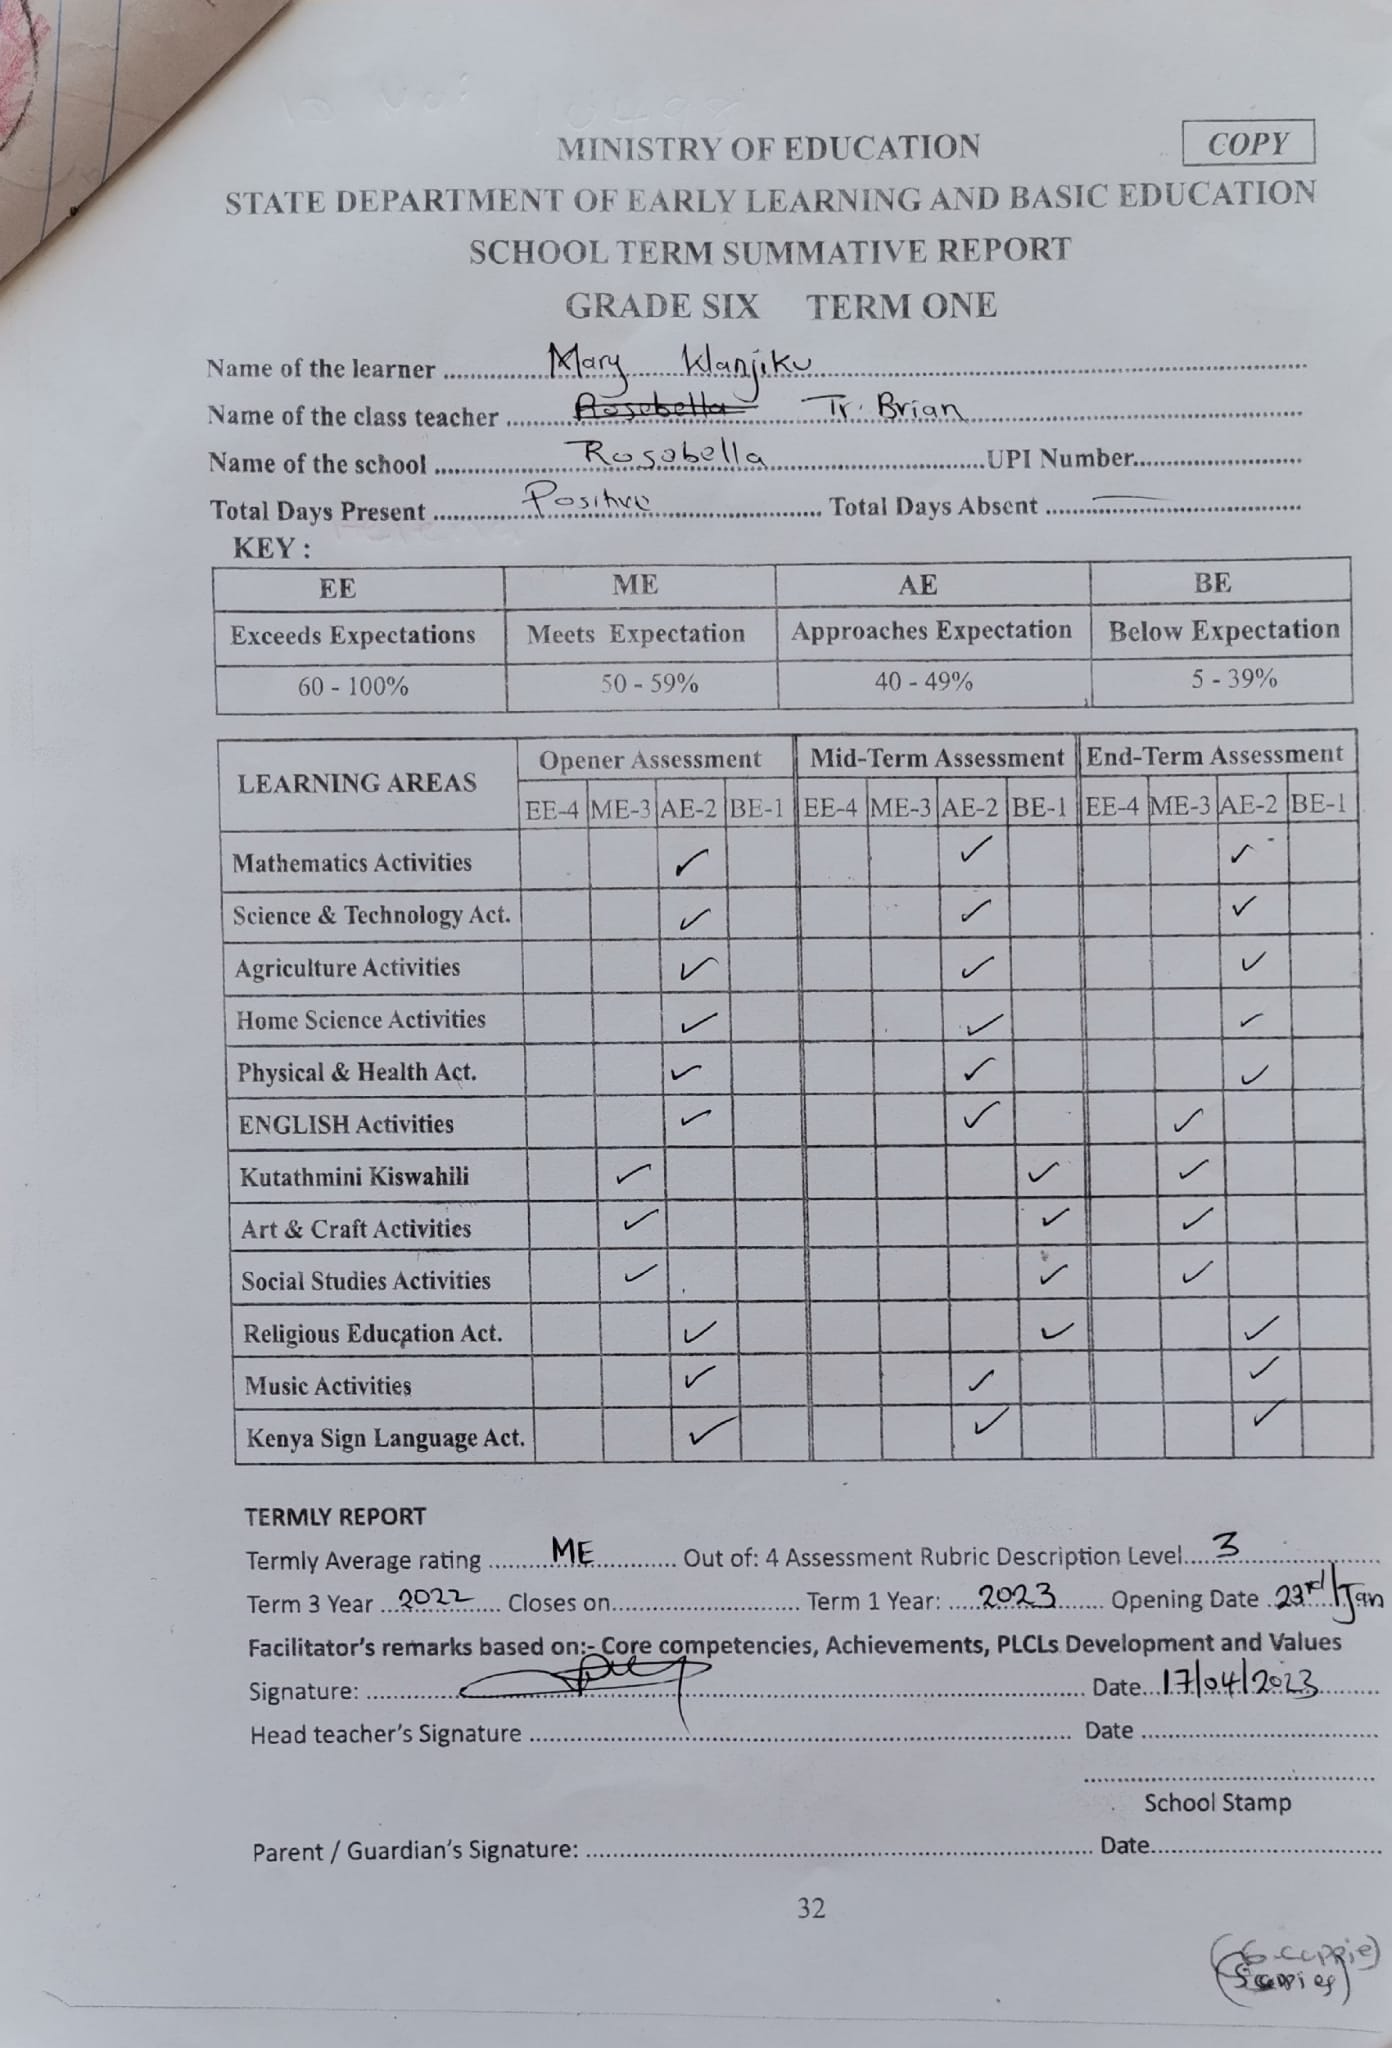 MINISTRY OF EDUCATION
COPY
STATE DEPARTMENT OF EARLY LEARNING AND BASIC EDUCATION
SCHOOL TERM SUMMATIVE REPORT
GRADE SIX TERM ONE
Name of the learner Mary Wanjiku
Name of the class teacher Rosebella Tr. Brian
Name of the school Rosabella UPI Number
Total Days Present Positive Total Days Absent —
KEY :
EE ME AE BE
Exceeds Expectations Meets Expectation Approaches Expectation Below Expectation
60 - 100% 50 - 59% 40 - 49% 5 - 39%
LEARNING AREAS Opener Assessment Mid-Term Assessment End-Term Assessment
EE-4 ME-3 AE-2 BE-1 EE-4 ME-3 AE-2 BE-1 EE-4 ME-3 AE-2 BE-1
Mathematics Activities ✓ ✓ ✓
Science & Technology Act. ✓ ✓ ✓
Agriculture Activities ✓ ✓ ✓
Home Science Activities ✓ ✓ ✓
Physical & Health Act. ✓ ✓ ✓
ENGLISH Activities ✓ ✓ ✓
Kutathmini Kiswahili ✓ ✓ ✓
Art & Craft Activities ✓ ✓ ✓
Social Studies Activities ✓ ✓ ✓
Religious Education Act. ✓ ✓ ✓
Music Activities ✓ ✓ ✓
Kenya Sign Language Act. ✓ ✓ ✓
TERMLY REPORT
Termly Average rating ME Out of: 4 Assessment Rubric Description Level 3
Term 3 Year 2022 Closes on Term 1 Year: 2023 Opening Date 23rd/Jan
Facilitator's remarks based on:- Core competencies, Achievements, PLCLs Development and Values
Signature: Date 17/04/2023
Head teacher's Signature Date
School Stamp
Parent / Guardian's Signature: Date
32